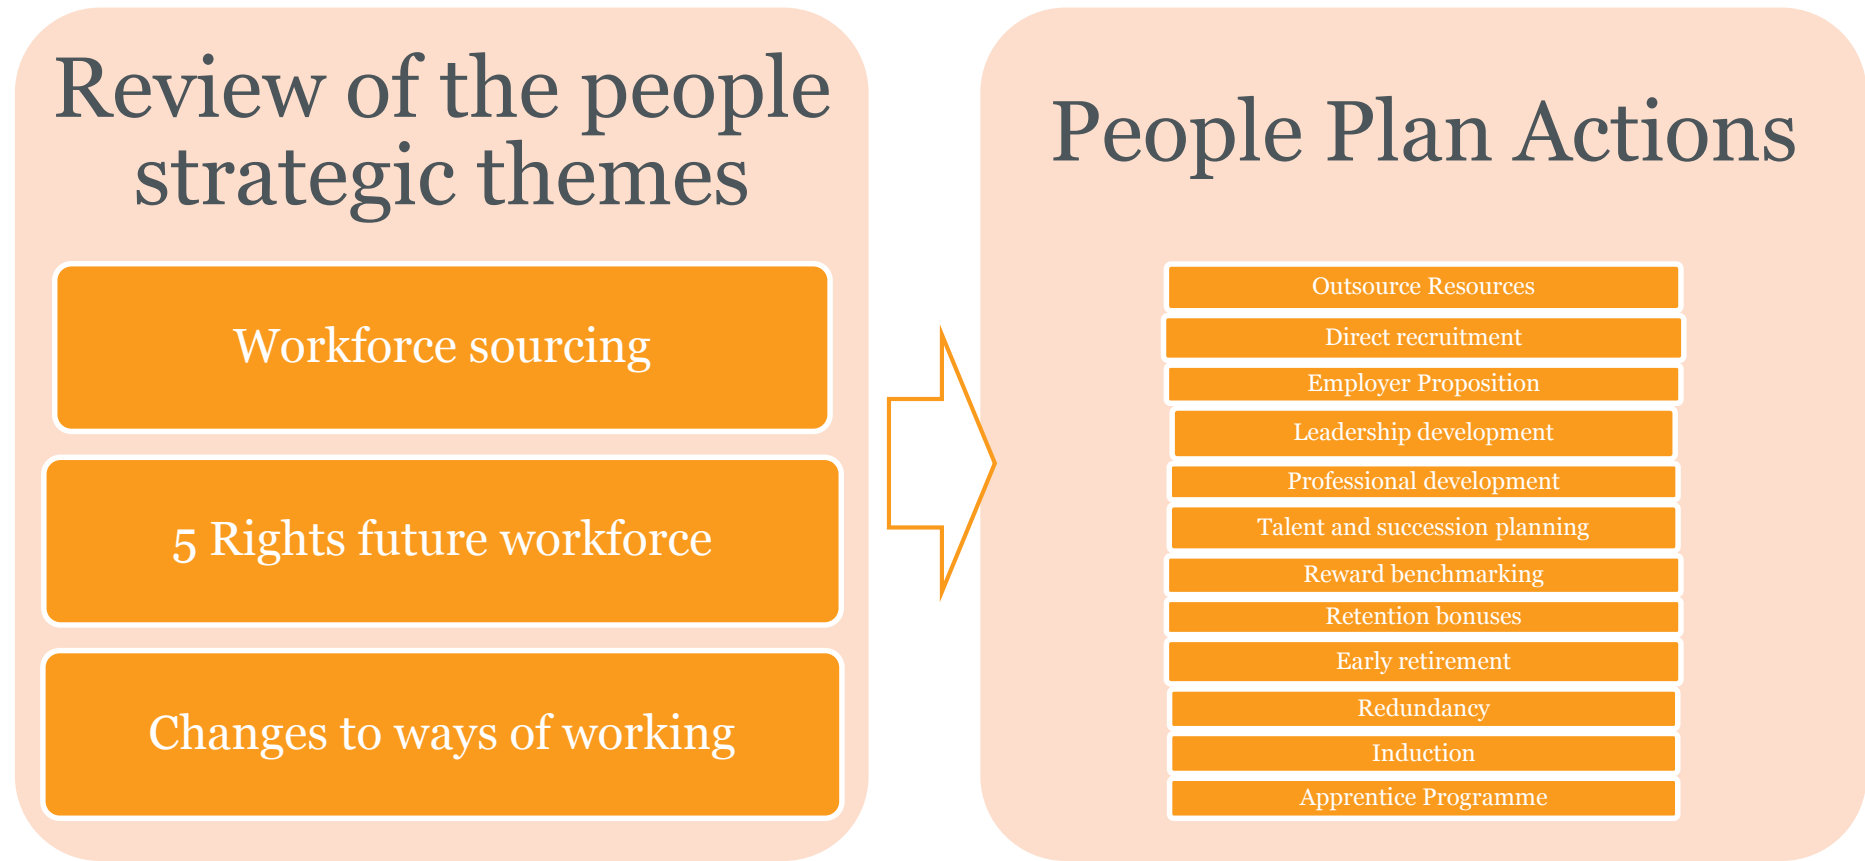 Review of the people
strategic themes
Workforce sourcing
5 Rights future workforce
Changes to ways of working
People Plan Actions
Outsource Resources
Direct recruitment
Employer Proposition
Leadership development
Professional development
Talent and succession planning
Reward benchmarking
Retention bonuses
Early retirement
Redundancy
Induction
Apprentice Programme